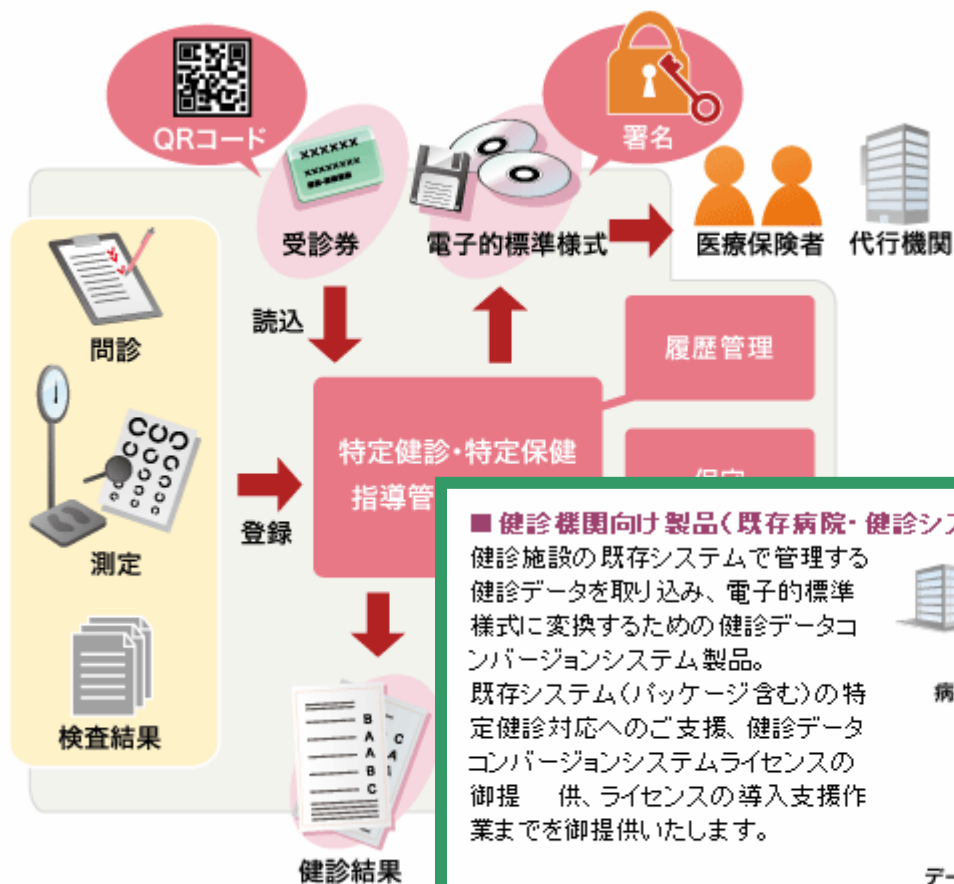 QRコード
署名
受診券
電子的標準様式
医療保険者
代行機関
問診
読込
履歴管理
特定健診・特定保健
指導管
登録
測定
検査結果
健診結果
■健診機関向け製品(既存病院・健診シス
健診施設の既存システムで管理する
健診データを取り込み、電子的標準
様式に変換するための健診データコ
ンバージョンシステム製品。
既存システム(パッケージ含む)の特
定健診対応へのご支援、健診データ
コンバージョンシステムライセンスの
御提　供、ライセンスの導入支援作
業までを御提供いたします。
病
デー